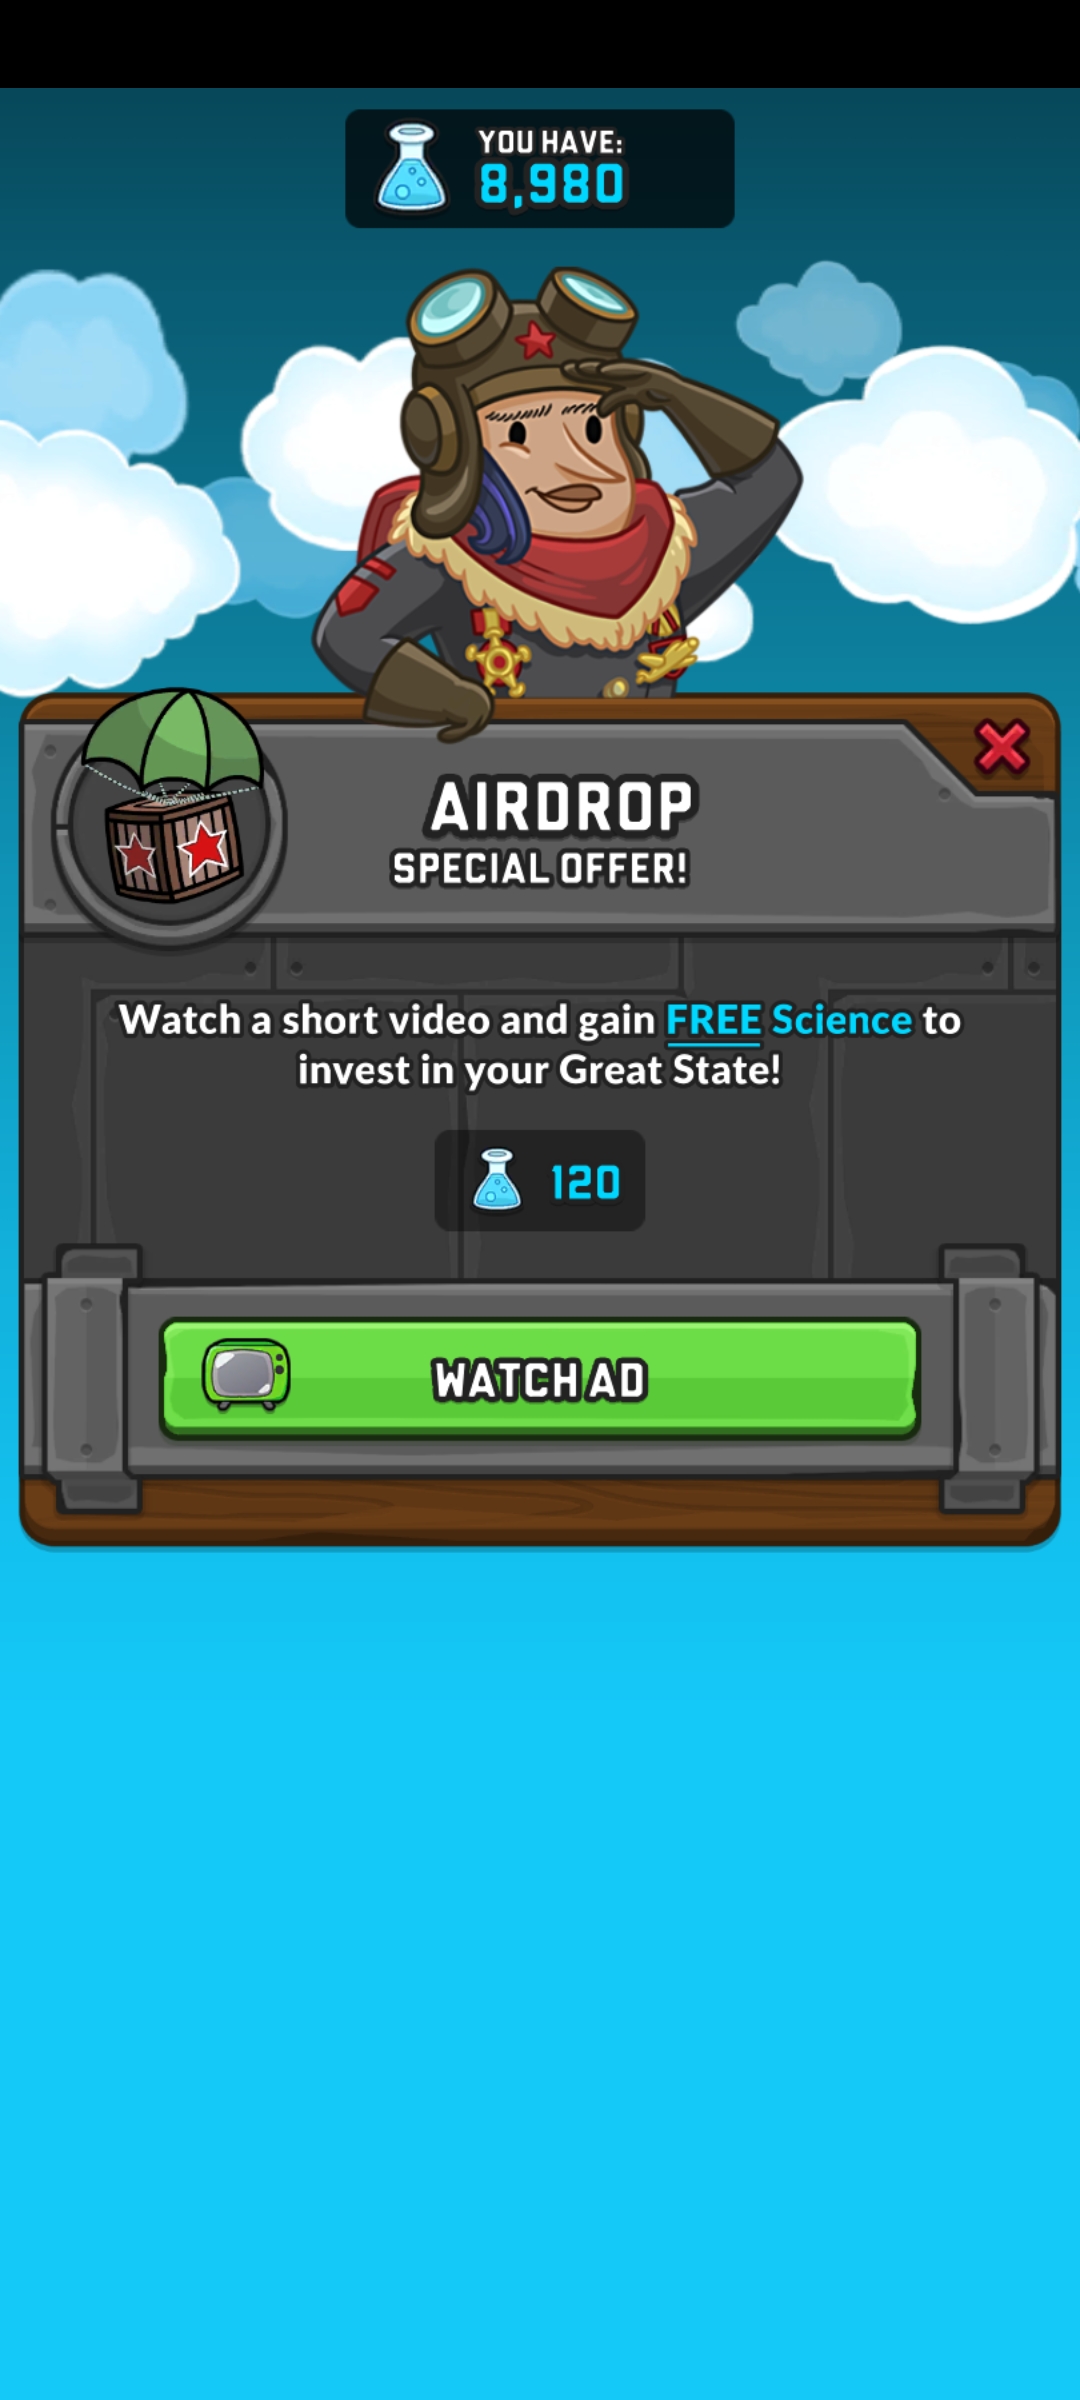 YOU HAVE:
8,980
AIRDROP
SPECIAL OFFER!
Watch a short video and gain FREE Science to
invest in your Great State!
120
WATCH AD